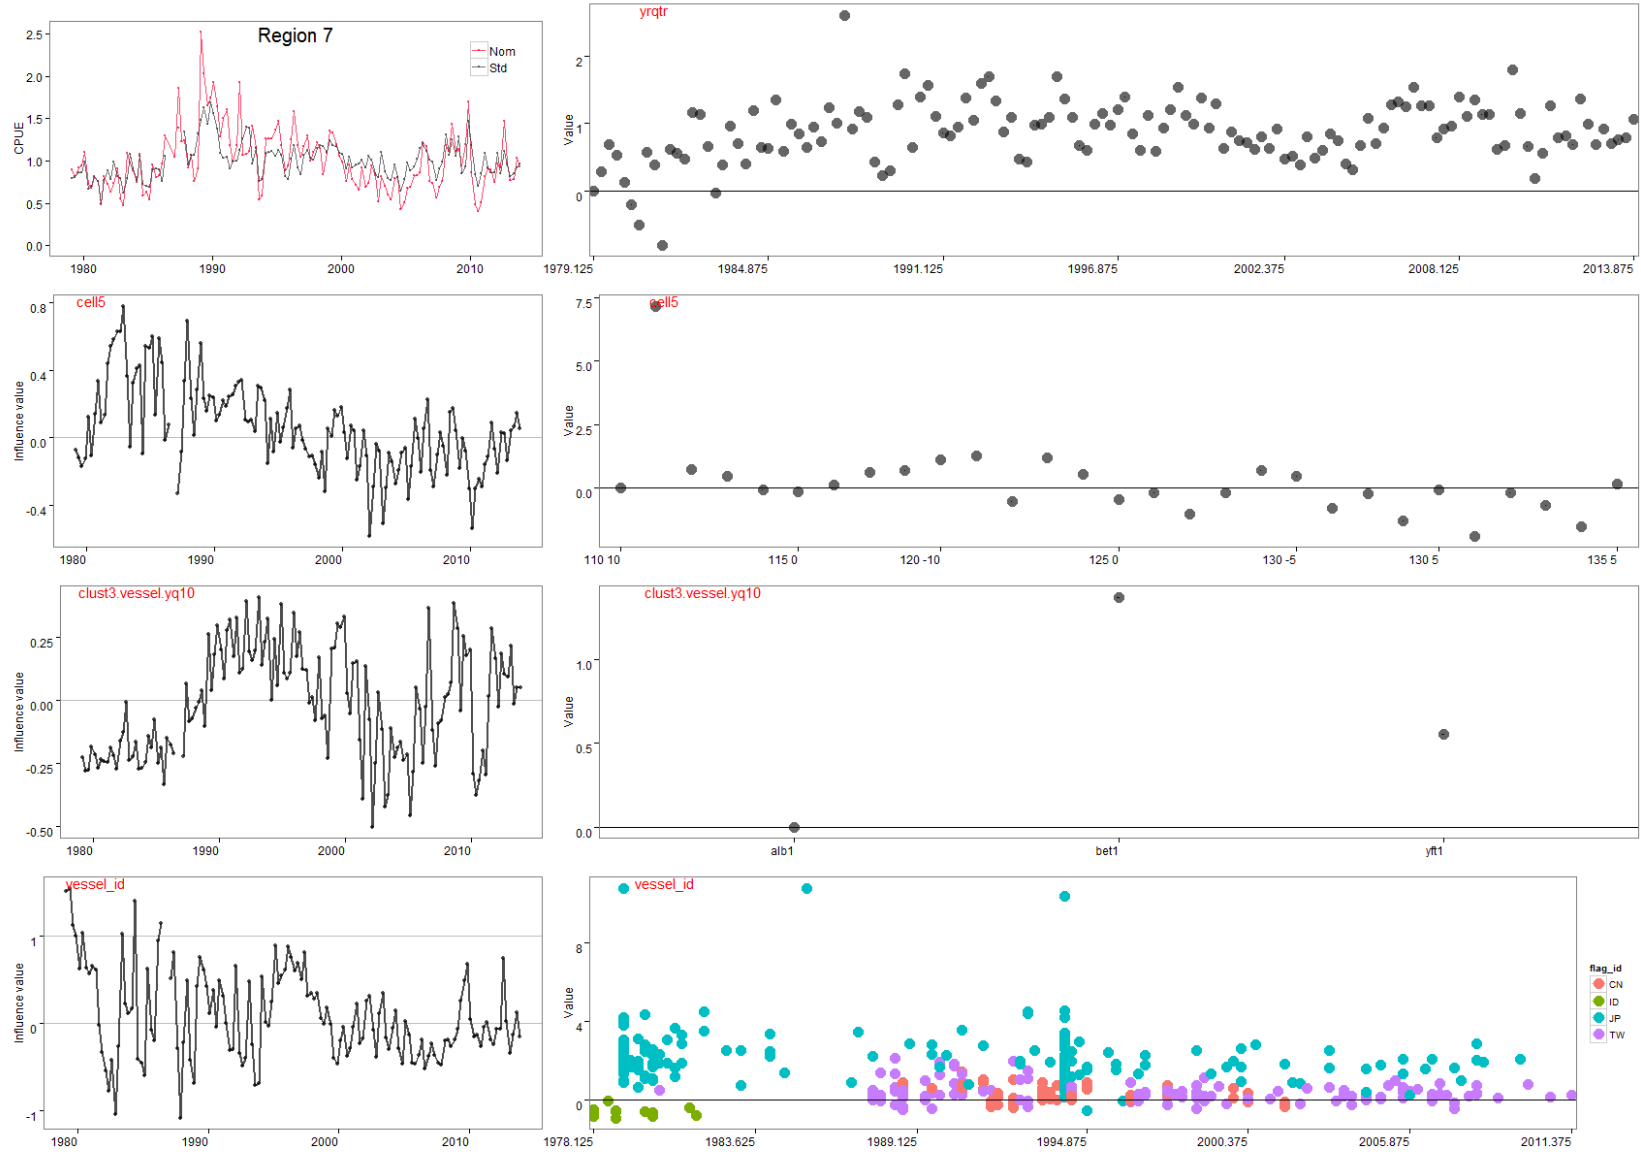 Region 7
Nom
Std
CPUE
2.5
2.0
1.5
1.0
0.5
0.0
1980
1990
2000
2010
yrqtr
Value
2
1
0
1979.125
1984.875
1991.125
1996.875
2002.375
2008.125
2013.875
cell5
Influence value
0.8
0.4
0.0
-0.4
1980
1990
2000
2010
cell5
Value
7.5
5.0
2.5
0.0
110 10
115 0
120 -10
125 0
130 -5
130 5
135 5
clust3.vessel.yq10
Influence value
0.25
0.00
-0.25
-0.50
1980
1990
2000
2010
clust3.vessel.yq10
Value
1.0
0.5
0.0
alb1
bet1
yft1
vessel_id
Influence value
1
0
-1
1980
1990
2000
2010
vessel_id
Value
8
4
0
1978.125
1983.625
1989.125
1994.875
2000.375
2005.875
2011.375
flag_id
CN
ID
JP
TW